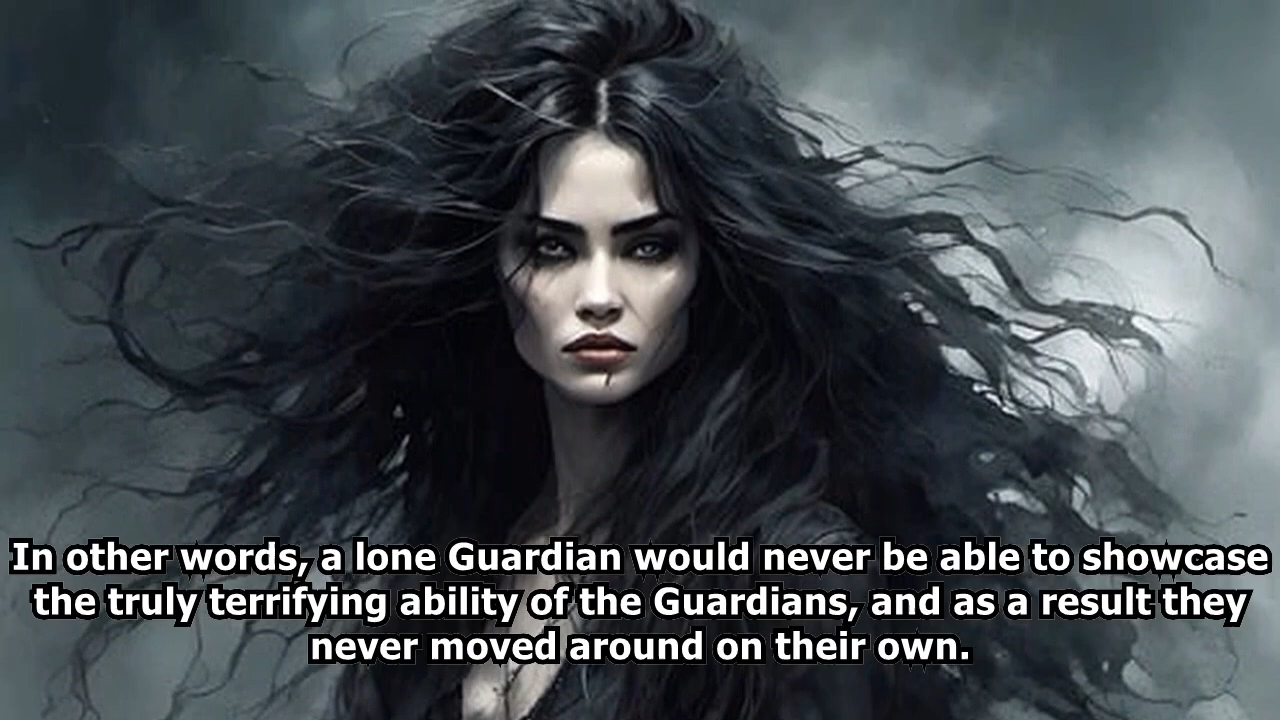 In other words, a lone Guardian would never be able to showcase
the truly terrifying ability of the Guardians, and as a result they
never moved around on their own.